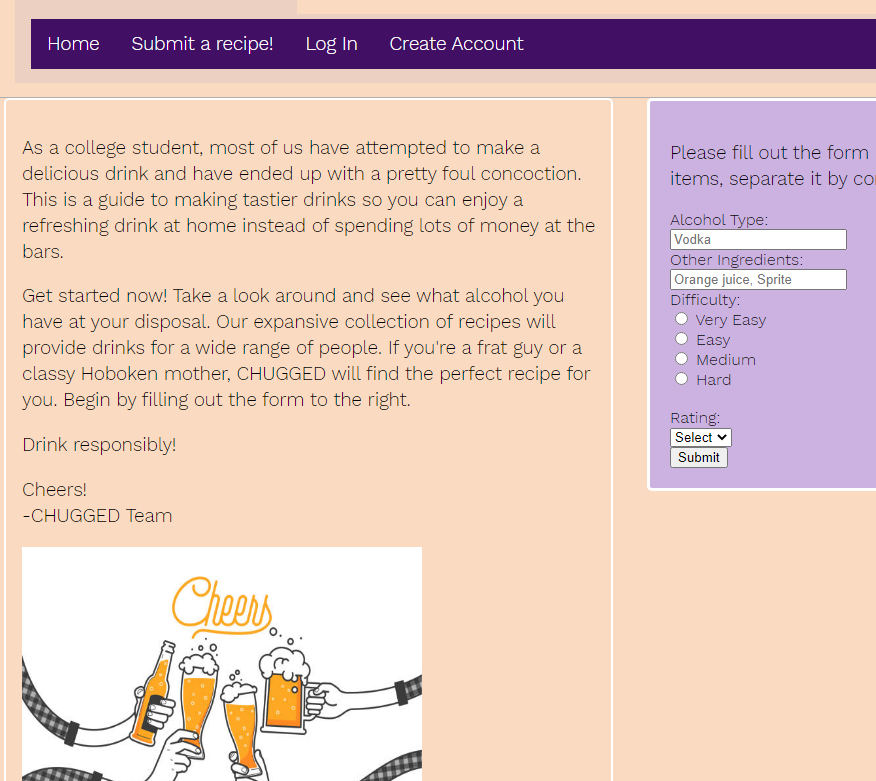 Home Submit a recipe! Log In Create Account
As a college student, most of us have attempted to make a
delicious drink and have ended up with a pretty foul concoction.
This is a guide to making tastier drinks so you can enjoy a
refreshing drink at home instead of spending lots of money at the
bars.
Get started now! Take a look around and see what alcohol you
have at your disposal. Our expansive collection of recipes will
provide drinks for a wide range of people. If you're a frat guy or a
classy Hoboken mother, CHUGGED will find the perfect recipe for
you. Begin by filling out the form to the right.
Drink responsibly!
Cheers!
-CHUGGED Team
Cheers
Please fill out the form
items, separate it by
Alcohol Type:
Vodka
Other Ingredients:
Orange juice, Sprite
Difficulty:
Very Easy
Easy
Medium
Hard
Rating:
Select
Submit